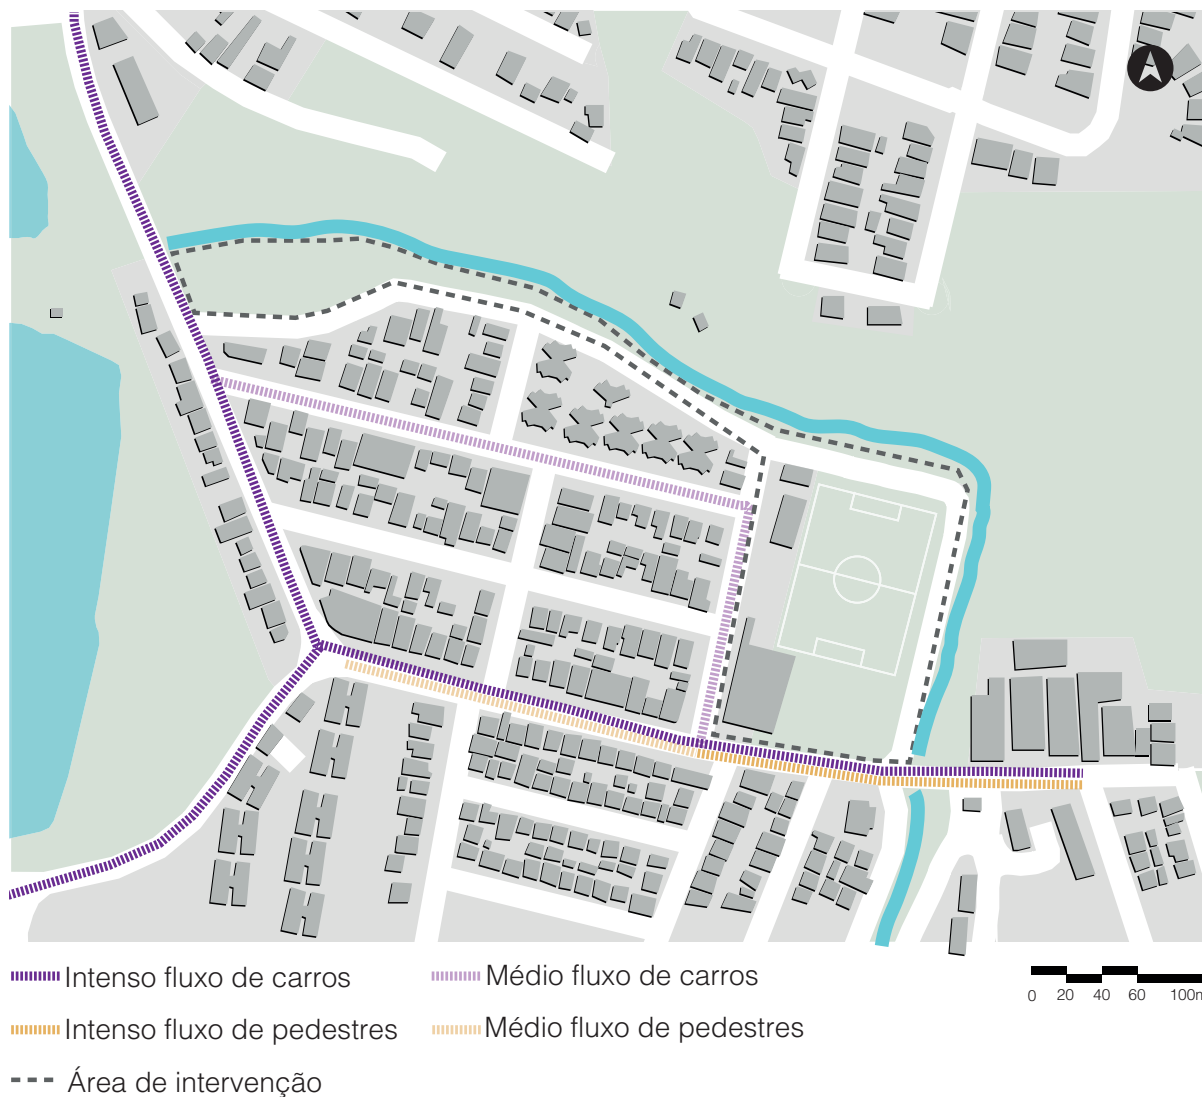 Intenso fluxo de carros
Médio fluxo de carros
0 20 40 60 100m
Intenso fluxo de pedestres
Médio fluxo de pedestres
Área de intervenção